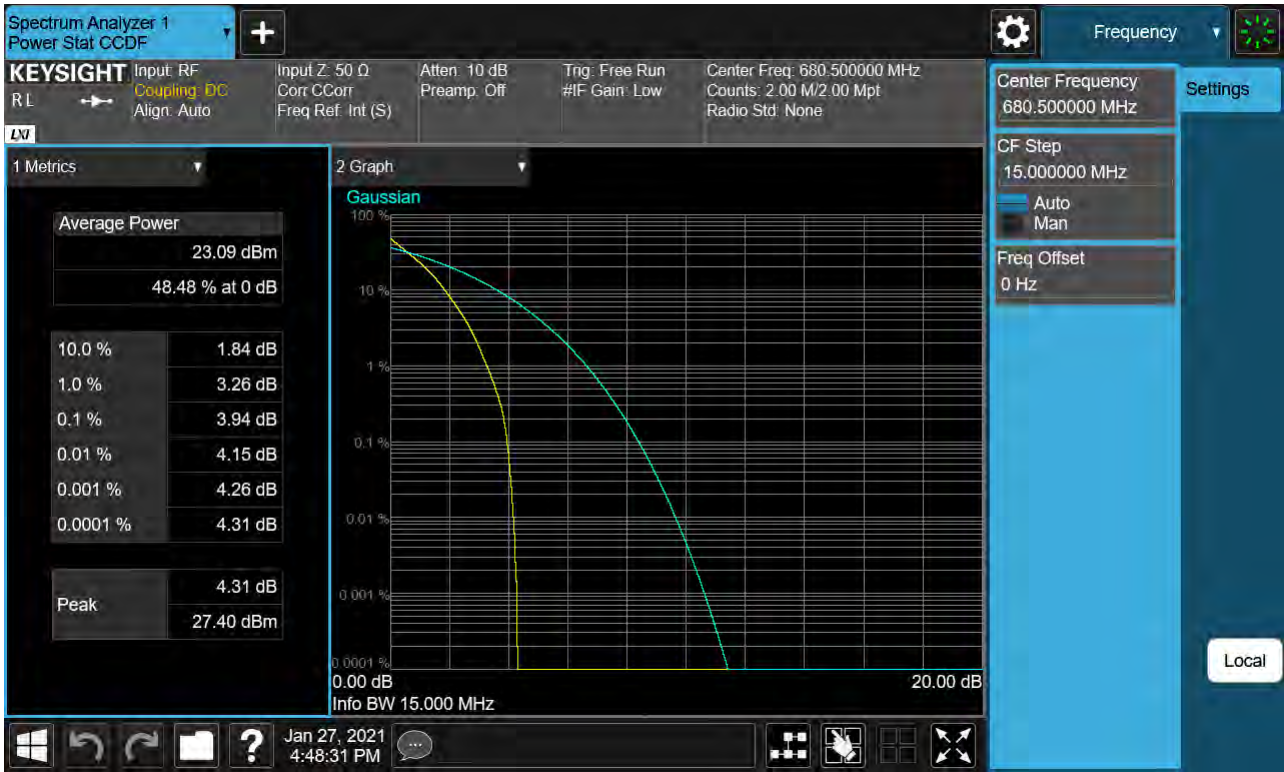 Spectrum Analyzer 1
Power Stat CCDF
Frequency
KEYSIGHT
RL
LXI
Input: RF
Coupling: DC
Align: Auto
Input Z: 50 Ω
Corr CCorr
Freq Ref: Int (S)
Atten: 10 dB
Preamp: Off
Trig: Free Run
#IF Gain: Low
Center Freq: 680.500000 MHz
Counts: 2.00 M/2.00 Mpt
Radio Std: None
Center Frequency
680.500000 MHz
Settings
CF Step
15.000000 MHz
Auto
Man
Freq Offset
0 Hz
1 Metrics
Average Power
23.09 dBm
48.48 % at 0 dB
10.0 % 1.84 dB
1.0 % 3.26 dB
0.1 % 3.94 dB
0.01 % 4.15 dB
0.001 % 4.26 dB
0.0001 % 4.31 dB
Peak
4.31 dB
27.40 dBm
2 Graph
Gaussian
100 %
10 %
1 %
0.1 %
0.01 %
0.001 %
0.0001 %
0.00 dB 20.00 dB
Info BW 15.000 MHz
Local
Jan 27, 2021
4:48:31 PM